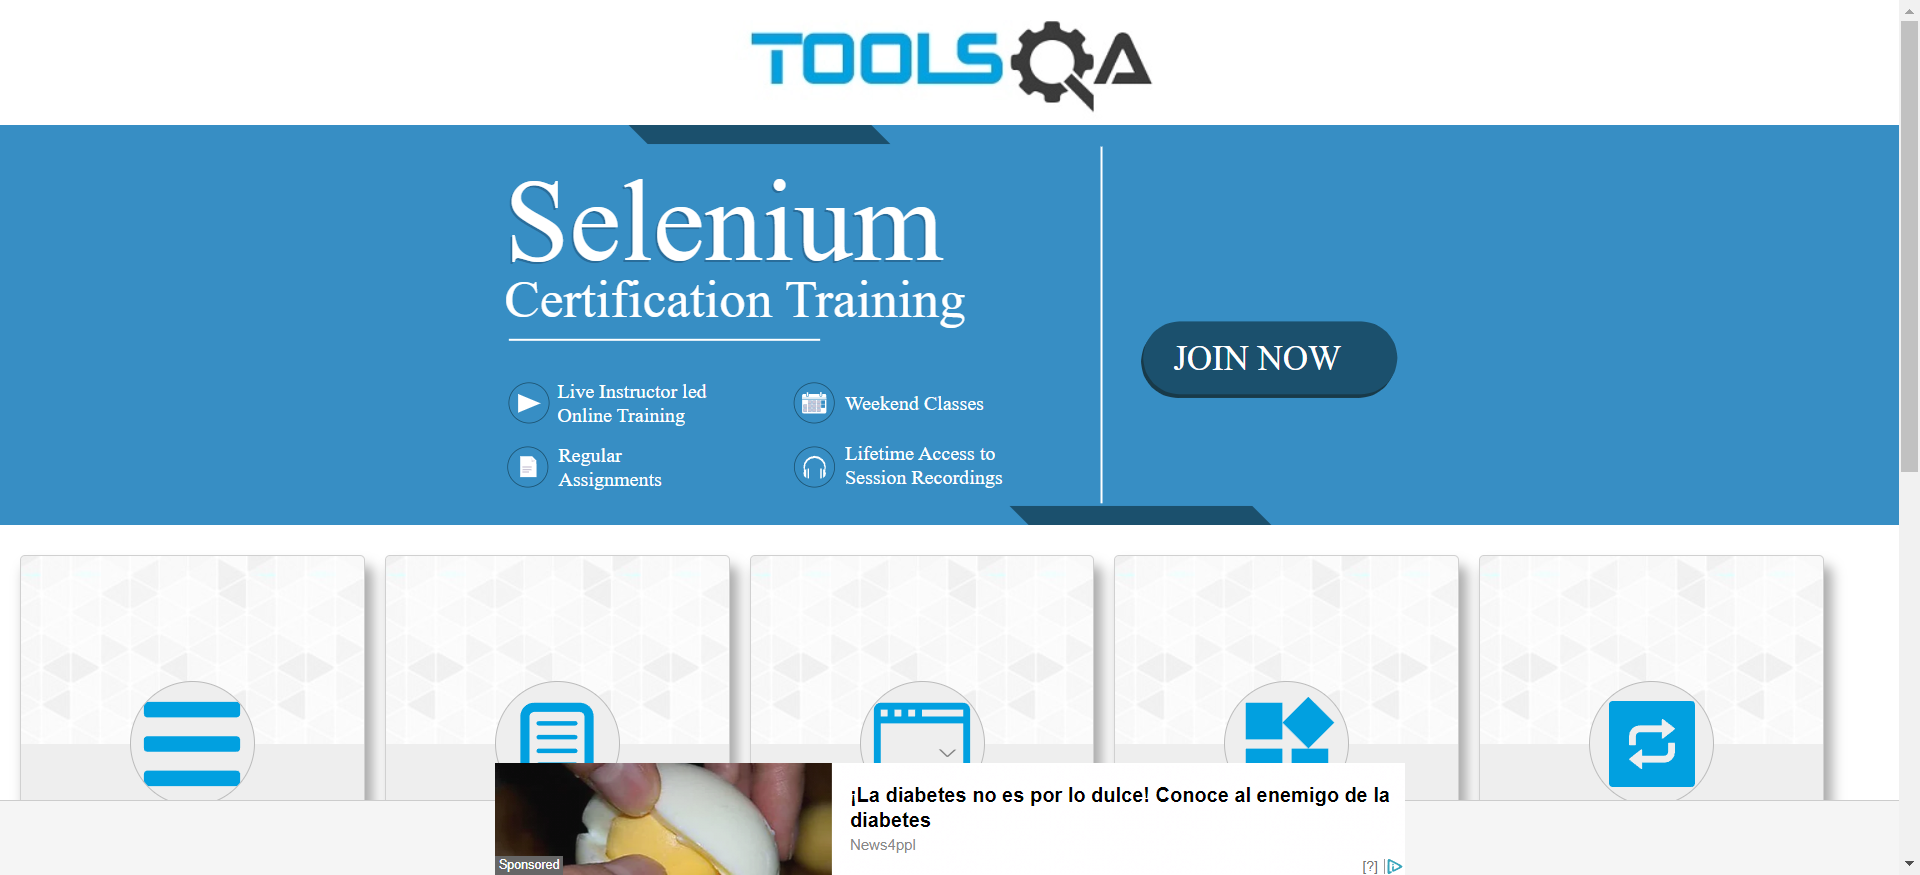 TOOLSQA
Selenium
Certification Training
JOIN NOW
Live Instructor led
Online Training
Weekend Classes
Regular
Assignments
Lifetime Access to
Session Recordings
¡La diabetes no es por lo dulce! Conoce al enemigo de la
diabetes
News4ppl
Sponsored
[?]